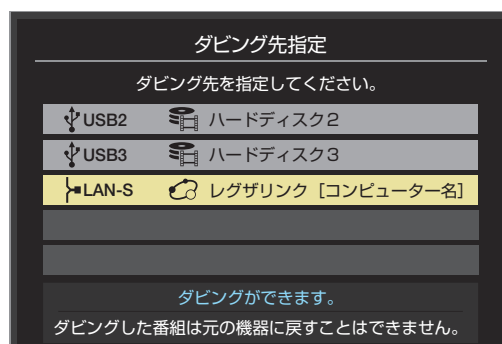 ダビング先指定
ダビング先を指定してください。
USB2 ハードディスク2
USB3 ハードディスク3
LAN-S レグザリンク［コンピューター名］
ダビングができます。
ダビングした番組は元の機器に戻すことはできません。